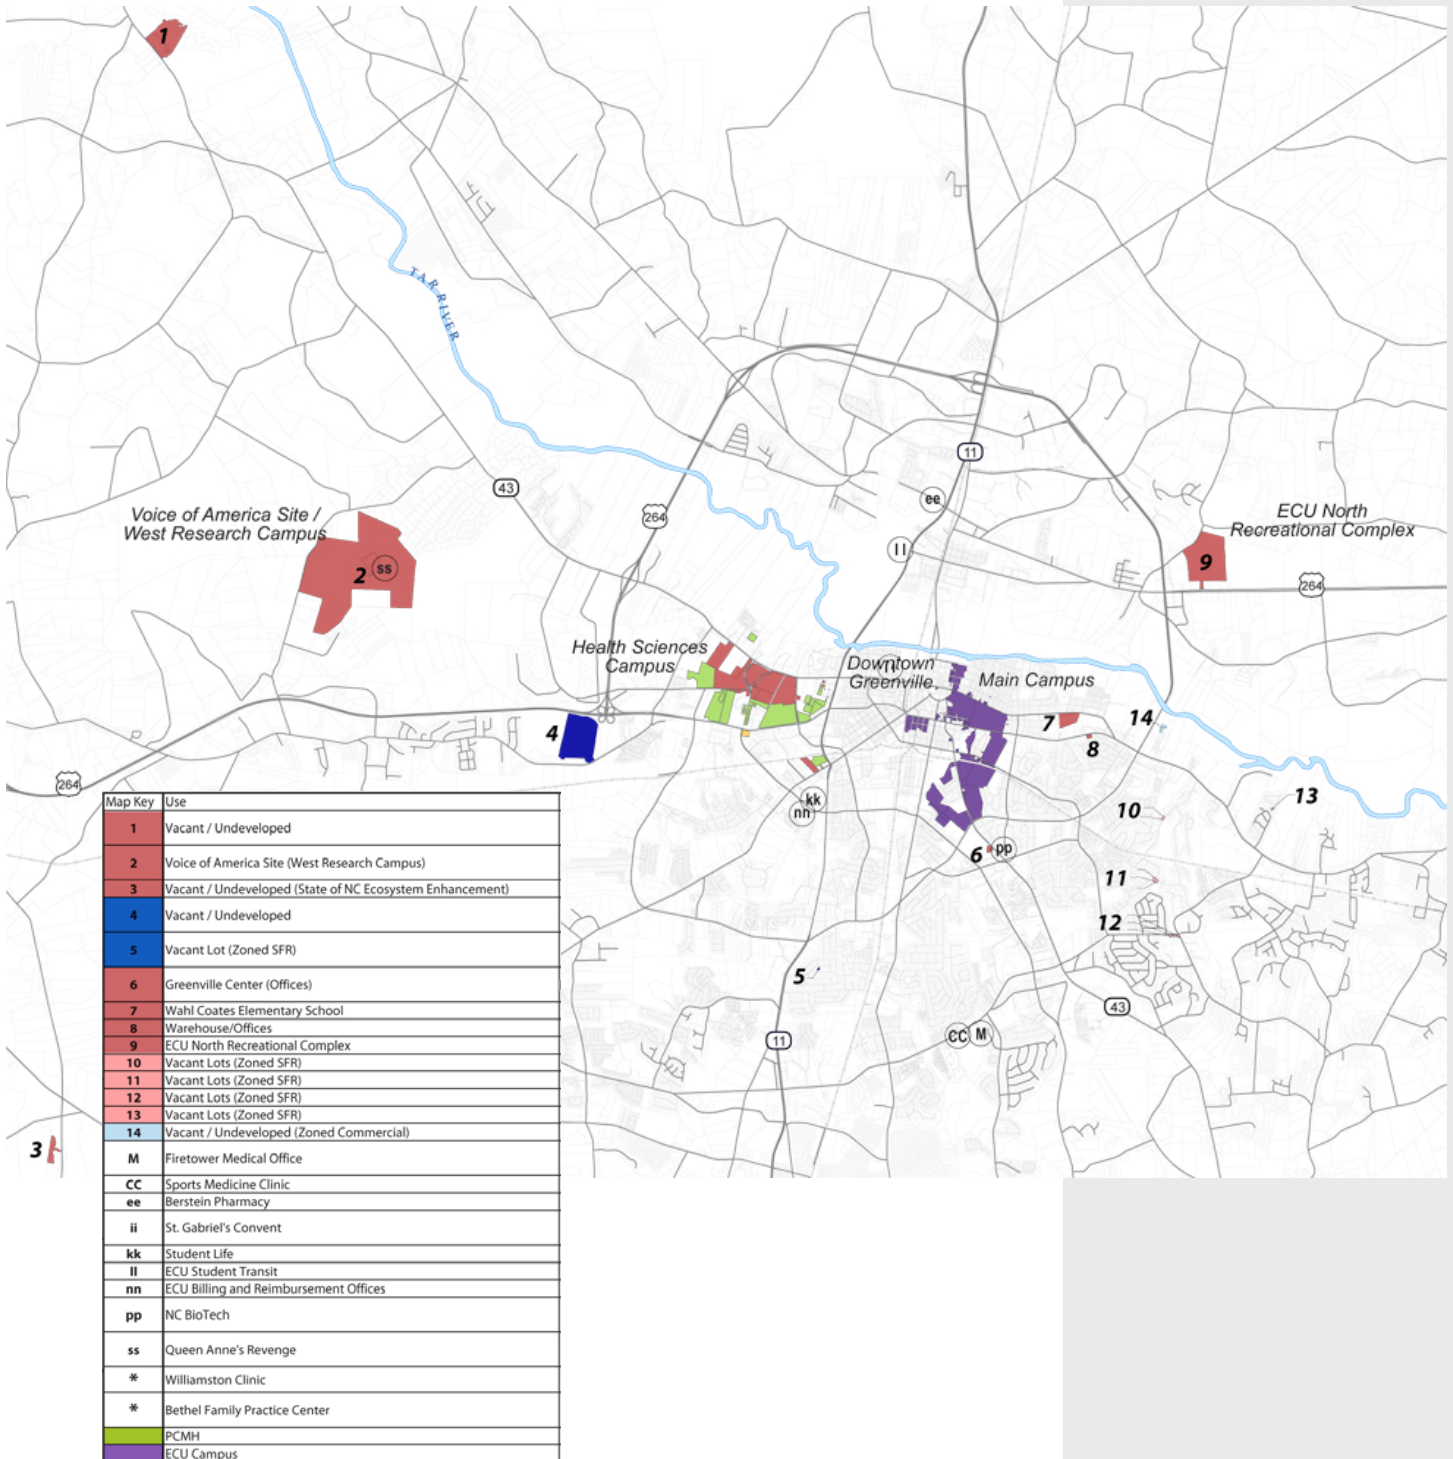 1
TAR RIVER
11
43
ee
264
Voice of America Site /
West Research Campus
ECU North
Recreational Complex
ll
9
2
ss
264
Health Sciences
Campus
Downtown
Greenville
Main Campus
7
14
4
8
264
13
kk
nn
10
6
pp
11
12
5
43
11
CC
M
3
Map Key Use
1 Vacant / Undeveloped
2 Voice of America Site (West Research Campus)
3 Vacant / Undeveloped (State of NC Ecosystem Enhancement)
4 Vacant / Undeveloped
5 Vacant Lot (Zoned SFR)
6 Greenville Center (Offices)
7 Wahl Coates Elementary School
8 Warehouse/Offices
9 ECU North Recreational Complex
10 Vacant Lots (Zoned SFR)
11 Vacant Lots (Zoned SFR)
12 Vacant Lots (Zoned SFR)
13 Vacant Lots (Zoned SFR)
14 Vacant / Undeveloped (Zoned Commercial)
M Firetower Medical Office
CC Sports Medicine Clinic
ee Berstein Pharmacy
ii St. Gabriel's Convent
kk Student Life
ll ECU Student Transit
nn ECU Billing and Reimbursement Offices
pp NC BioTech
ss Queen Anne's Revenge
* Williamston Clinic
* Bethel Family Practice Center
PCMH
ECU Campus